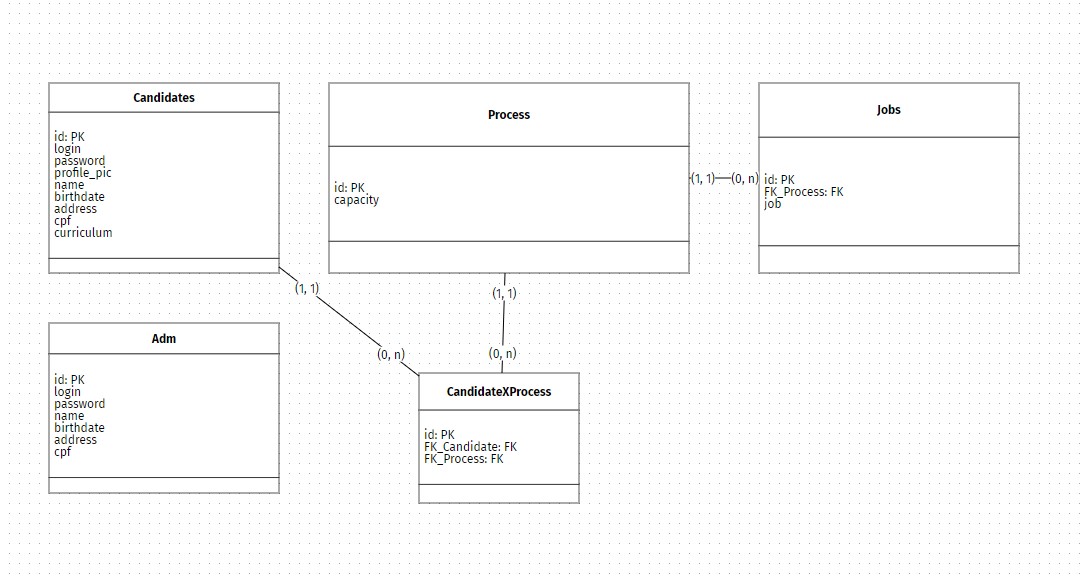 Candidates
id: PK
login
password
profile_pic
name
birthdate
address
cpf
curriculum
Process
id: PK
capacity
(1, 1)
(0, n)
Jobs
id: PK
FK_Process: FK
job
(1, 1)
(0, n)
(1, 1)
(0, n)
Adm
id: PK
login
password
name
birthdate
address
cpf
CandidateXProcess
id: PK
FK_Candidate: FK
FK_Process: FK